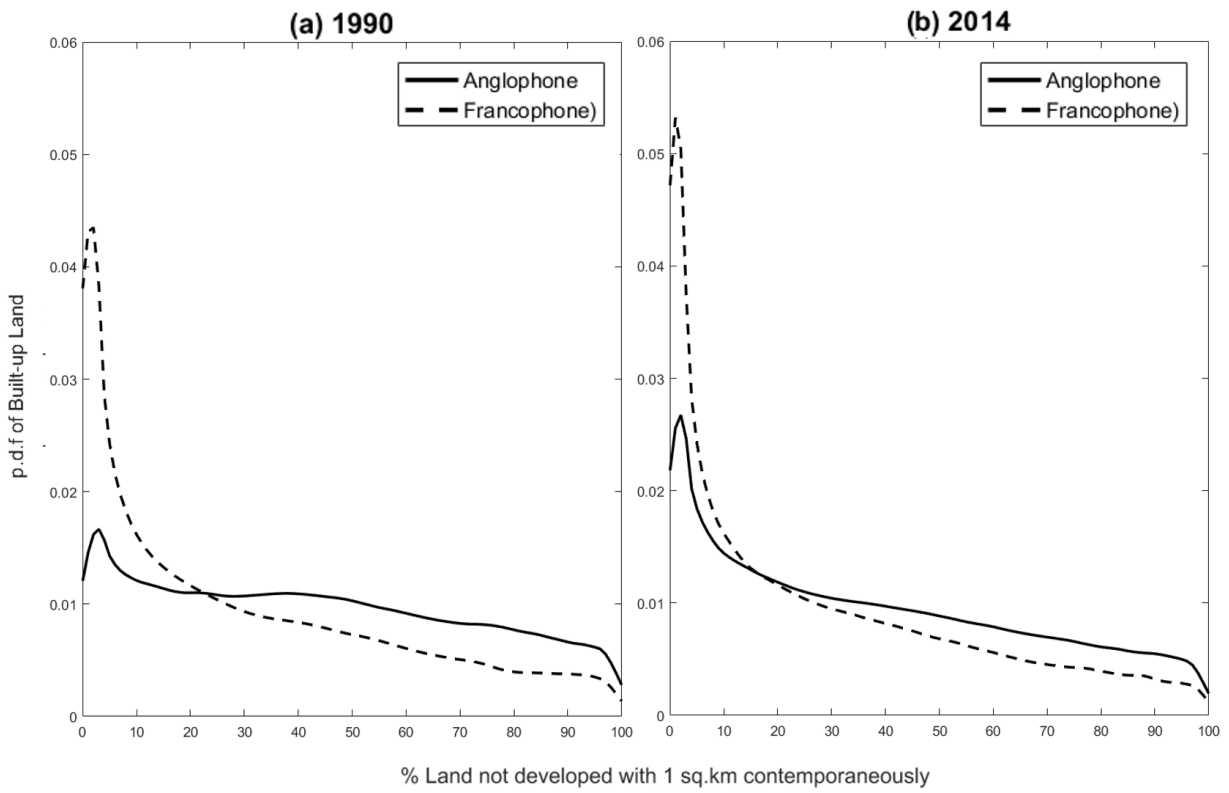 (a) 1990
(b) 2014
p.d.f of Built-up Land
0.06
0.05
0.04
0.03
0.02
0.01
0
Anglophone
Francophone)
0 10 20 30 40 50 60 70 80 90 100
0.06
0.05
0.04
0.03
0.02
0.01
0
Anglophone
Francophone)
0 10 20 30 40 50 60 70 80 90 100
% Land not developed with 1 sq.km contemporaneously